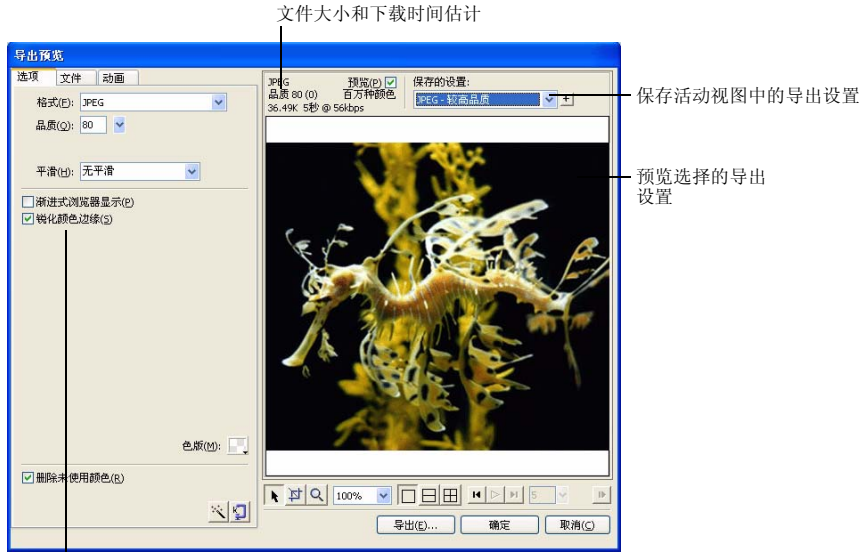 文件大小和下载时间估计
导出预览
选项 文件 动画
格式(F): JPEG
品质(Q): 80
平滑(H): 无平滑
渐进式浏览器显示(P)
锐化颜色边缘(S)
色版(M):
删除未使用颜色(R)
JPEG 预览(P)
品质 80 (0) 百万种颜色
36.49K 5秒 @ 56kbps
保存的设置:
JPEG - 较高品质
保存活动视图中的导出设置
预览选择的导出
设置
100%
5
导出(E)... 确定 取消(C)